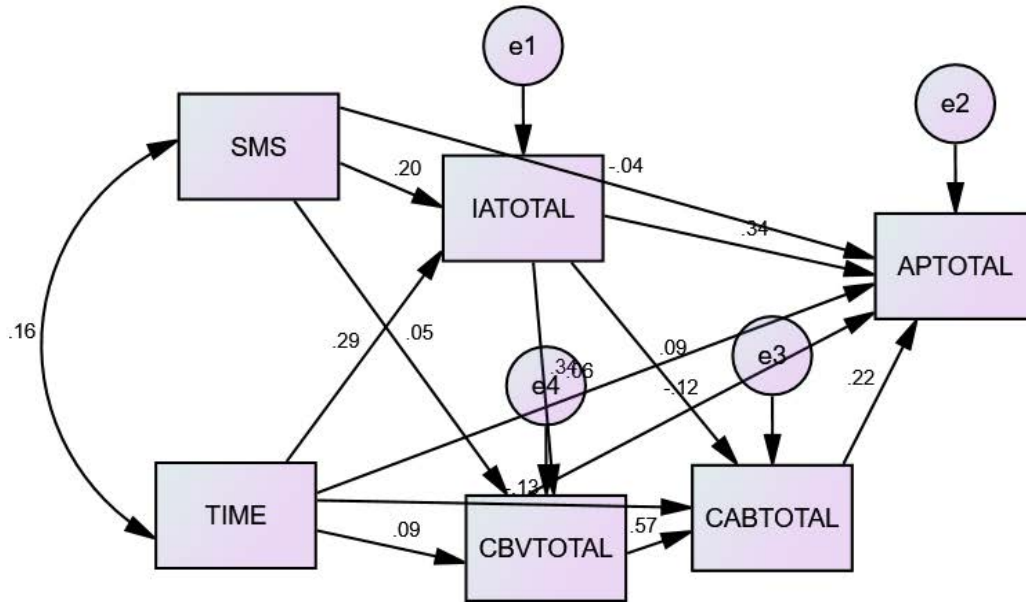 e1
e2
SMS
-.04
.20
IATOTAL
.34
APTOTAL
.16
.05
.29
.09
e3
.34
.06
e4
-.12
.22
-.13
TIME
.09
CBVTOTAL
.57
CABTOTAL